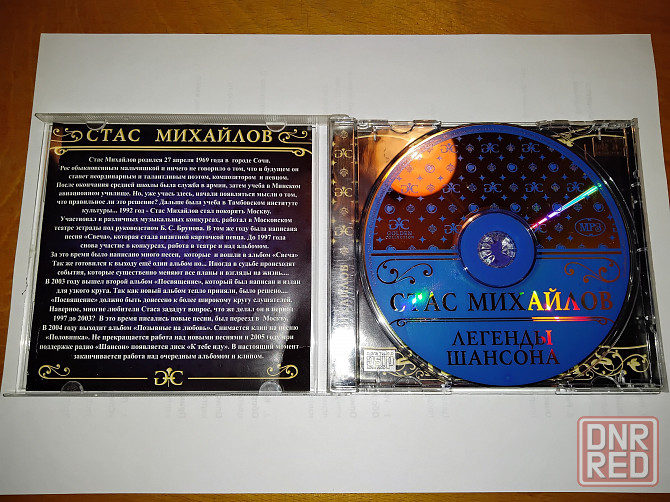 СТАС МИХАЙЛОВ
Стас Михайлов родился 27 апреля 1969 года в городе Сочи.
Рос обыкновенным мальчишкой и ничего не говорило о том, что в будущем он
станет неординарным и талантливым поэтом, композитором и певцом.
После окончания средней школы была служба в армии, затем учеба в Минском
авиационном училище. Но, уже учась здесь, начали появляться мысли о том,
что правильное ли это решение? Дальше была учеба в Тамбовском институте
культуры... 1992 год - Стас Михайлов стал покорять Москву.
Участвовал в различных музыкальных конкурсах, работал в Московском
театре эстрады под руководством Б. С. Брунова. В том же году была написана
песня «Свеча», которая стала визитной карточкой певца. До 1997 года
снова участие в конкурсах, работа в театре и над альбомом.
За это время было написано много песен, которые и вошли в альбом «Свеча»
Так же готовился к выходу ещё один альбом но... Иногда в судьбе происходят
события, которые существенно меняют все планы и взгляды на жизнь....
В 2003 году вышел второй альбом «Посвящение», который был написан и издан
для узкого круга. Так как новый альбом тепло приняли, было решено....
«Посвящение» должно быть донесено к более широкому кругу слушателей.
Наверное, многие любители Стаса зададут вопрос, что же делал он в период
1997 до 2003? В это время писались новые песни, был переезд в Москву.
В 2004 году выходит альбом «Позывные на любовь». Снимается клип на песню
«Половинка». Не прекращается работа над новыми песнями и 2005 году при
поддержке радио «Шансон» появляется диск «К тебе иду». В настоящий момент
заканчивается работа над очередным альбомом и клипом.
GOLDEN
COLLECTION
MP3
СТАС МИХАЙЛОВ
ЛЕГЕНДЫ
ШАНСОНА
DNR
RED